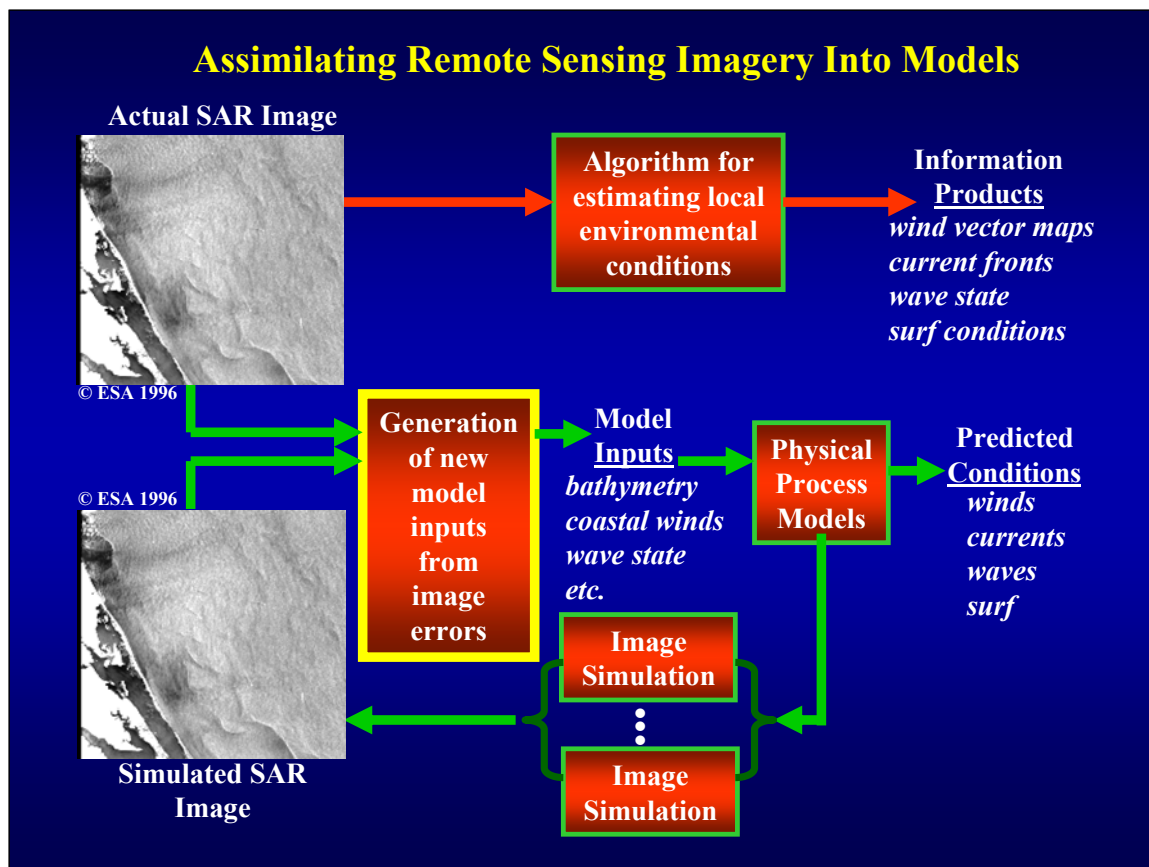 Assimilating Remote Sensing Imagery Into Models
Actual SAR Image
Algorithm for
estimating local
environmental
conditions
Information
Products
wind vector maps
current fronts
wave state
surf conditions
© ESA 1996
Generation
of new
model
inputs
from
image
errors
Model
Inputs
bathymetry
coastal winds
wave state
etc.
Physical
Process
Models
Predicted
Conditions
winds
currents
waves
surf
© ESA 1996
Image
Simulation
Image
Simulation
Simulated SAR
Image